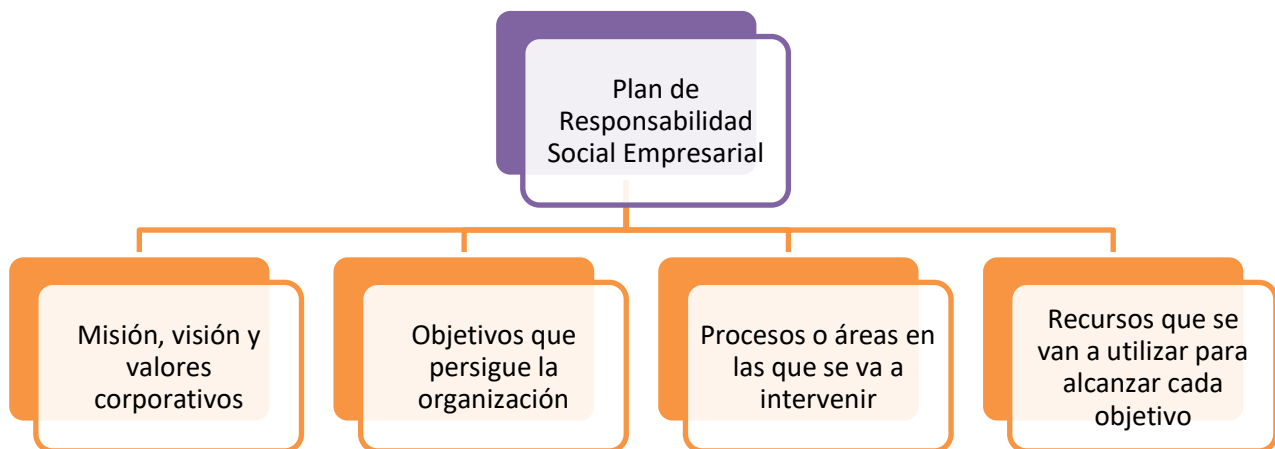 Plan de
Responsabilidad
Social Empresarial
Misión, visión y
valores
corporativos
Objetivos que
persigue la
organización
Procesos o áreas en
las que se va a
intervenir
Recursos que se
van a utilizar para
alcanzar cada
objetivo